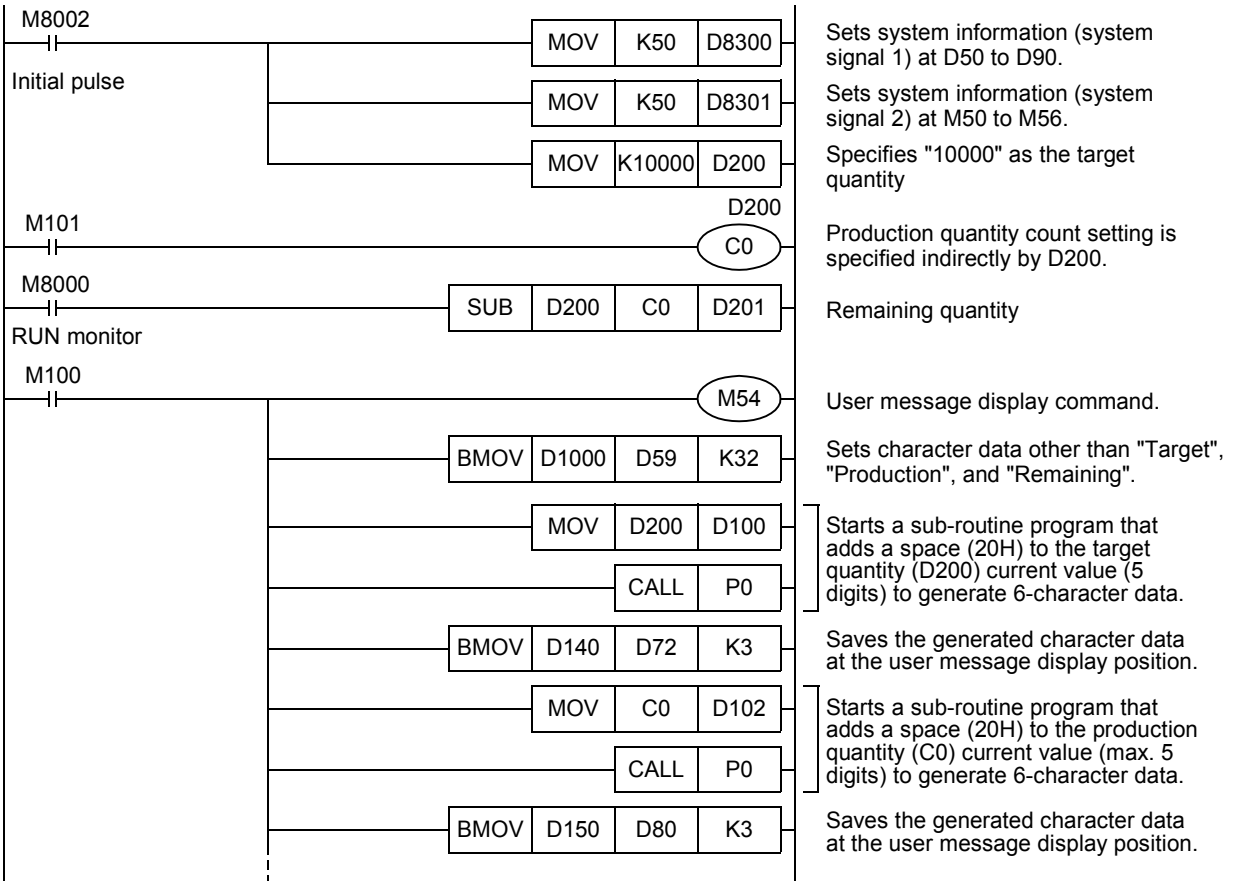 M8002
MOV K50 D8300
Sets system information (system
signal 1) at D50 to D90.
Initial pulse
MOV K50 D8301
Sets system information (system
signal 2) at M50 to M56.
MOV K10000 D200
Specifies "10000" as the target
quantity
D200
M101
C0
Production quantity count setting is
specified indirectly by D200.
M8000
SUB D200 C0 D201
Remaining quantity
RUN monitor
M100
M54
User message display command.
BMOV D1000 D59 K32
Sets character data other than "Target",
"Production", and "Remaining".
MOV D200 D100
CALL P0
Starts a sub-routine program that
adds a space (20H) to the target
quantity (D200) current value (5
digits) to generate 6-character data.
BMOV D140 D72 K3
Saves the generated character data
at the user message display position.
MOV C0 D102
CALL P0
Starts a sub-routine program that
adds a space (20H) to the production
quantity (C0) current value (max. 5
digits) to generate 6-character data.
BMOV D150 D80 K3
Saves the generated character data
at the user message display position.